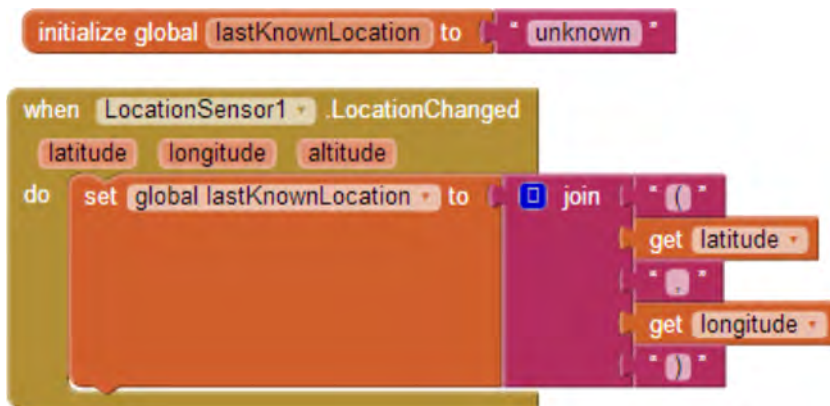 initialize global lastKnownLocation to " unknown "
when LocationSensor1 .LocationChanged
latitude longitude altitude
do set global lastKnownLocation to join " ( "
get latitude
" , "
get longitude
" ) "